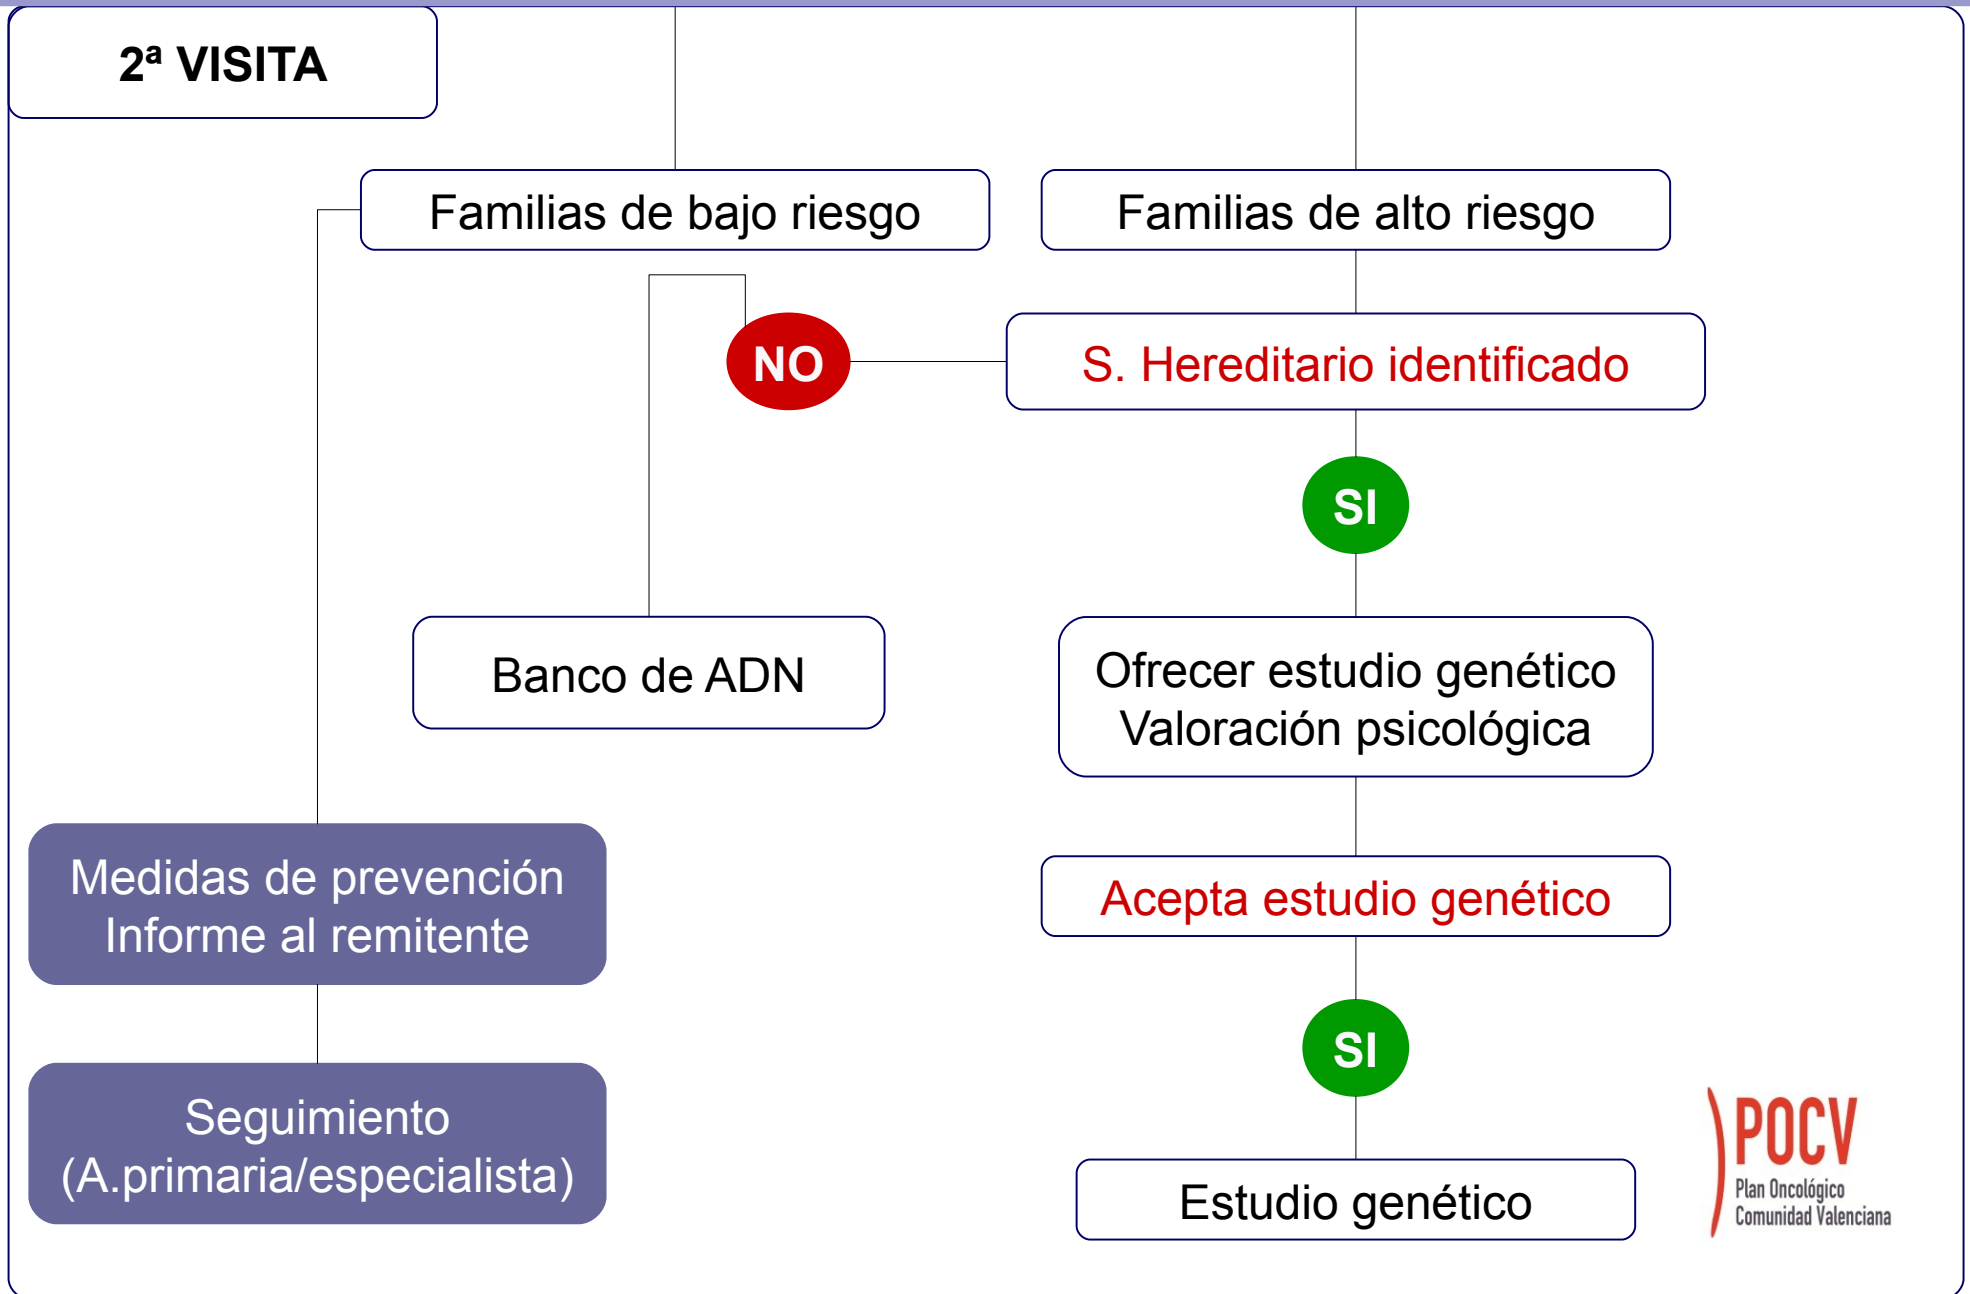 2ª VISITA
Familias de bajo riesgo
Familias de alto riesgo
NO
S. Hereditario identificado
SI
Banco de ADN
Ofrecer estudio genético
Valoración psicológica
Medidas de prevención
Informe al remitente
Acepta estudio genético
SI
Seguimiento
(A.primaria/especialista)
Estudio genético
POCV
Plan Oncológico
Comunidad Valenciana